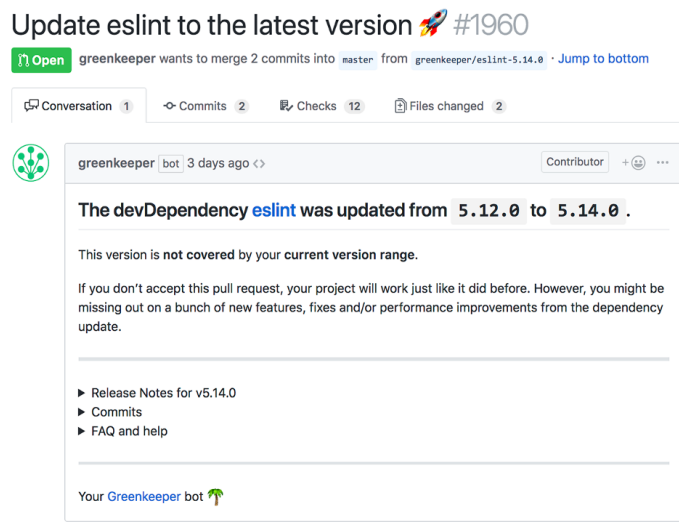 Update eslint to the latest version 🚀 #1960
Open greenkeeper wants to merge 2 commits into master from greenkeeper/eslint-5.14.0 · Jump to bottom
Conversation 1 Commits 2 Checks 12 Files changed 2
greenkeeper bot 3 days ago <> Contributor + ···
The devDependency eslint was updated from 5.12.0 to 5.14.0.
This version is not covered by your current version range.
If you don’t accept this pull request, your project will work just like it did before. However, you might be
missing out on a bunch of new features, fixes and/or performance improvements from the dependency
update.
▶ Release Notes for v5.14.0
▶ Commits
▶ FAQ and help
Your Greenkeeper bot 🌴